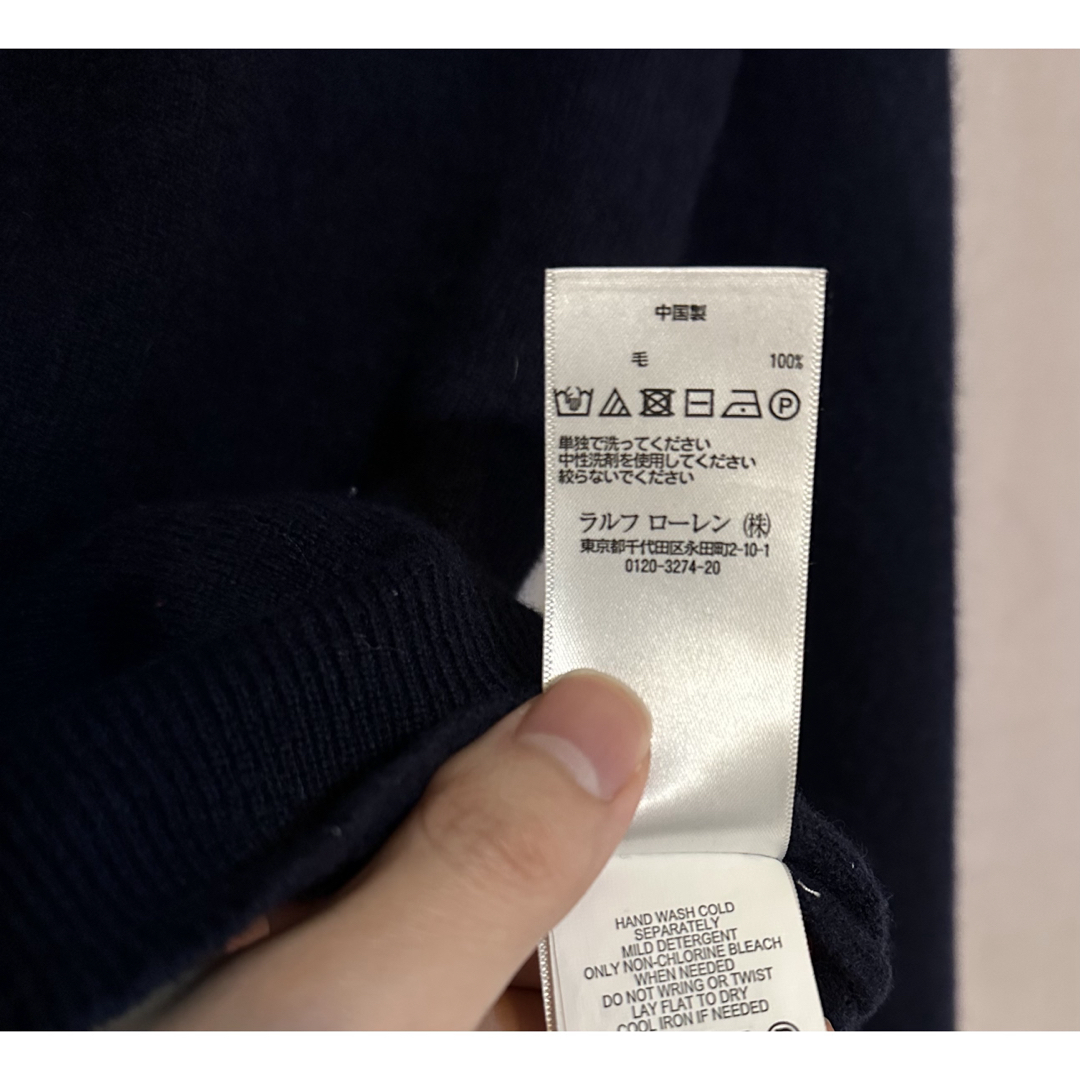 中国製
毛 100%
P
単独で洗ってください
中性洗剤を使用してください
絞らないでください
ラルフ ローレン ㈱
東京都千代田区永田町2-10-1
0120-3274-20
HAND WASH COLD
SEPARATELY
MILD DETERGENT
ONLY NON-CHLORINE BLEACH
WHEN NEEDED
DO NOT WRING OR TWIST
LAY FLAT TO DRY
COOL IRON IF NEEDED